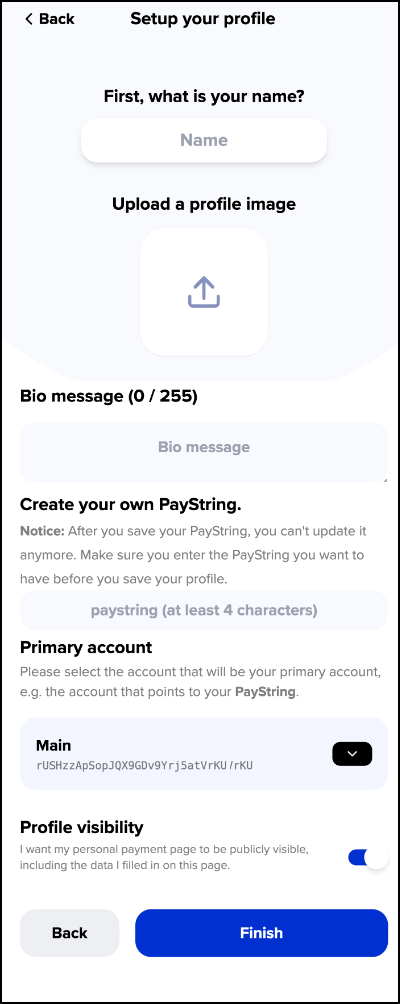 Back
Setup your profile
First, what is your name?
Name
Upload a profile image
Bio message (0 / 255)
Bio message
Create your own PayString.
Notice: After you save your PayString, you can't update it
anymore. Make sure you enter the PayString you want to
have before you save your profile.
paystring (at least 4 characters)
Primary account
Please select the account that will be your primary account,
e.g. the account that points to your PayString.
Main
rUSHzzApSopJQX9GDv9Yrj5atVrKU/rKU
Profile visibility
I want my personal payment page to be publicly visible,
including the data I filled in on this page.
Back
Finish